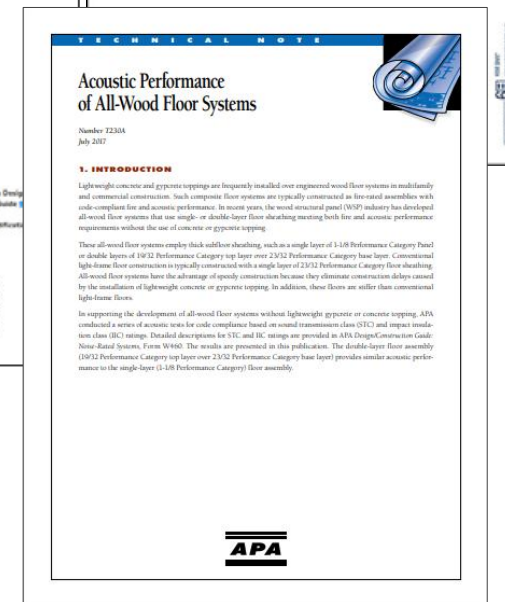 TECHNICAL NOTE
Acoustic Performance
of All-Wood Floor Systems
Number T230A
July 2017
1. INTRODUCTION
Lightweight concrete and gypcrete toppings are frequently installed over engineered wood floor systems in multifamily
and commercial construction. Such composite floor systems are typically constructed as fire-rated assemblies with
code-compliant fire and acoustic performance. In recent years, the wood structural panel (WSP) industry has developed
all-wood floor systems that use single- or double-layer floor sheathing meeting both fire and acoustic performance
requirements without the use of concrete or gypcrete topping.
These all-wood floor systems employ thick subfloor sheathing, such as a single layer of 1-1/8 Performance Category Panel
or double layers of 19/32 Performance Category top layer over 23/32 Performance Category base layer. Conventional
light-frame floor construction is typically constructed with a single layer of 23/32 Performance Category floor sheathing.
All-wood floor systems have the advantage of speedy construction because they eliminate construction delays caused
by the installation of lightweight concrete or gypcrete topping. In addition, these floors are stiffer than conventional
light-frame floors.
In supporting the development of all-wood floor systems without lightweight gypcrete or concrete topping, APA
conducted a series of acoustic tests for code compliance based on sound transmission class (STC) and impact insula-
tion class (IIC) ratings. Detailed descriptions for STC and IIC ratings are provided in APA Design/Construction Guide:
Noise-Rated Systems, Form W460. The results are presented in this publication. The double-layer floor assembly
(19/32 Performance Category top layer over 23/32 Performance Category base layer) provides similar acoustic perfor-
mance to the single-layer (1-1/8 Performance Category) floor assembly.
APA